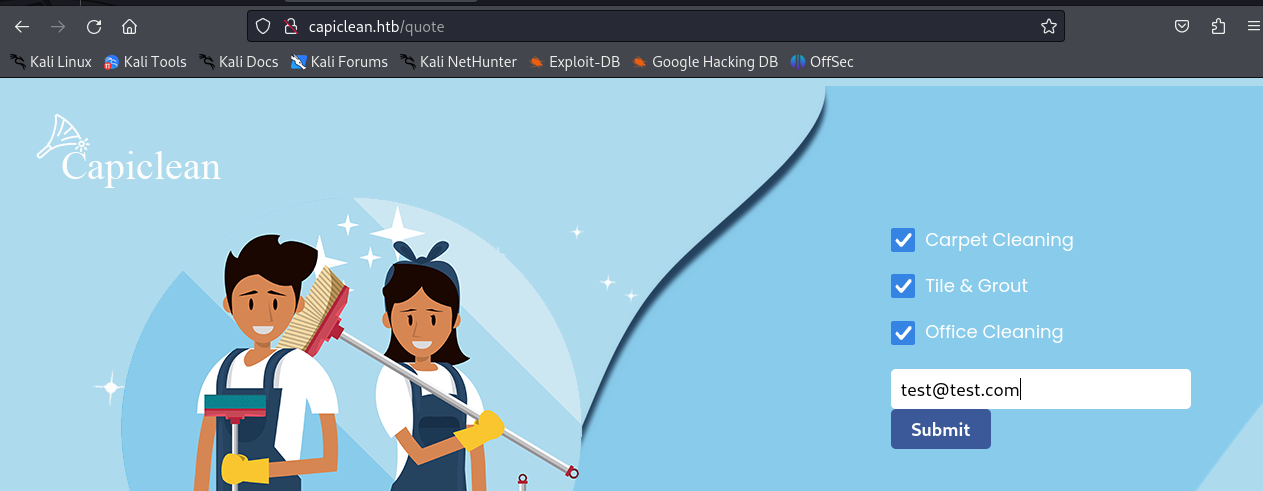 capiclean.htb/quote
Kali Linux Kali Tools Kali Docs Kali Forums Kali NetHunter Exploit-DB Google Hacking DB OffSec
Capiclean
Carpet Cleaning
Tile & Grout
Office Cleaning
test@test.com
Submit